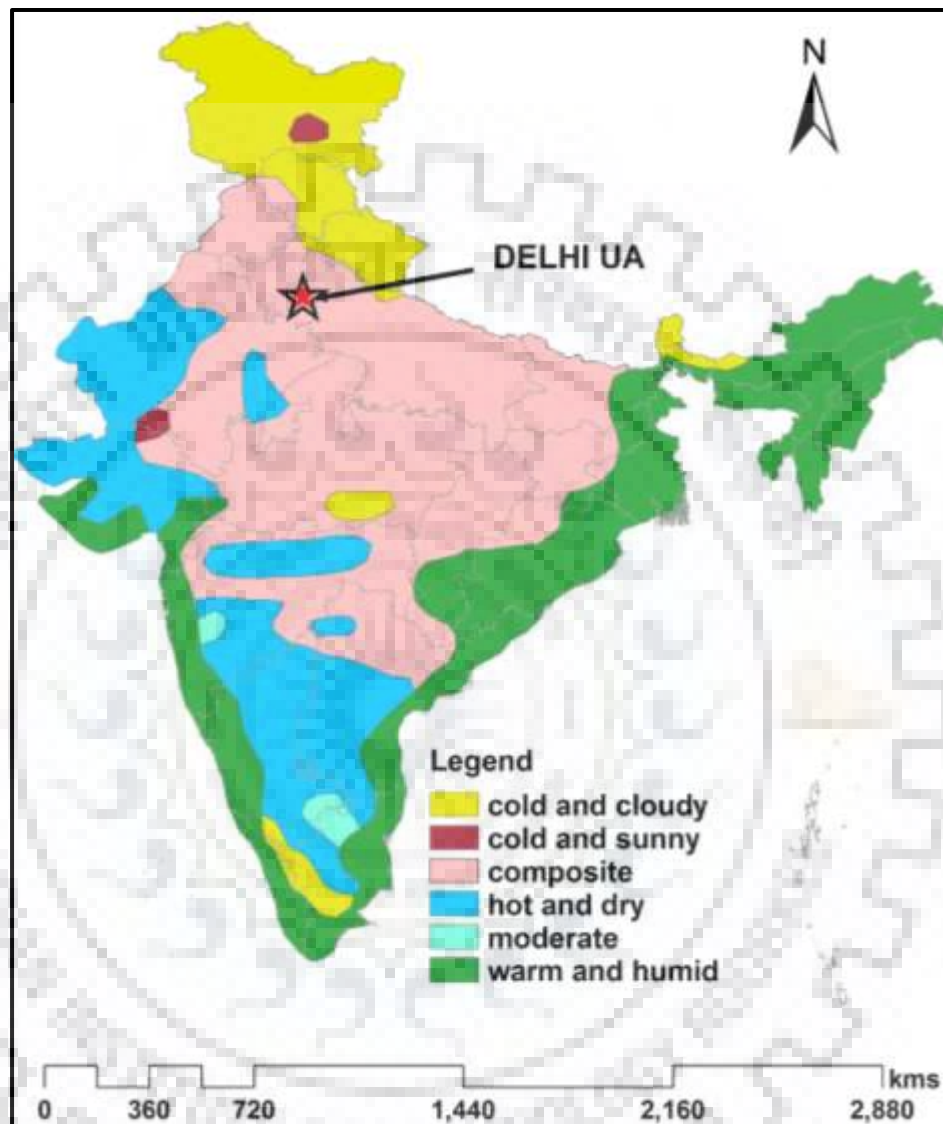 N
DELHI UA
Legend
cold and cloudy
cold and sunny
composite
hot and dry
moderate
warm and humid
kms
0 360 720 1,440 2,160 2,880